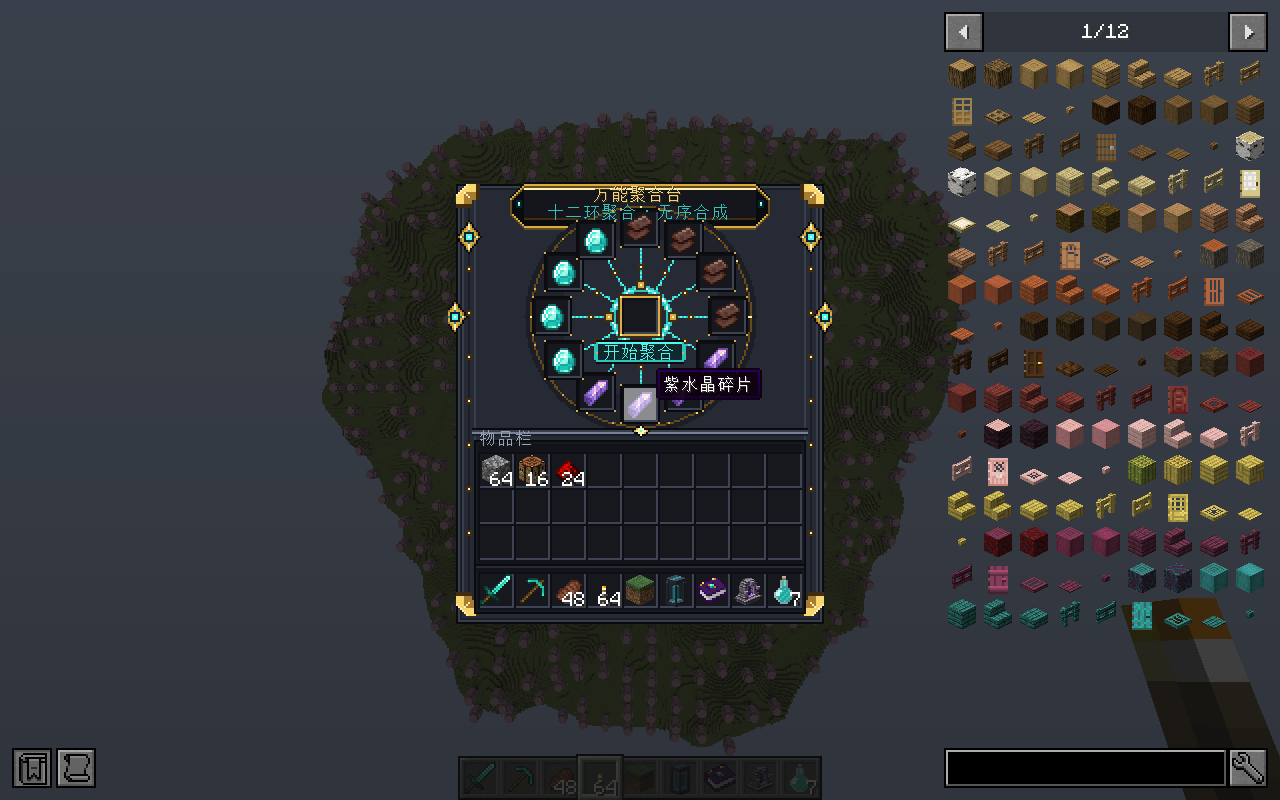 1/12
万能聚合台
十二环聚合·无序合成
开始聚合
紫水晶碎片
物品栏
64 16 24
48 64 7
48 64 7